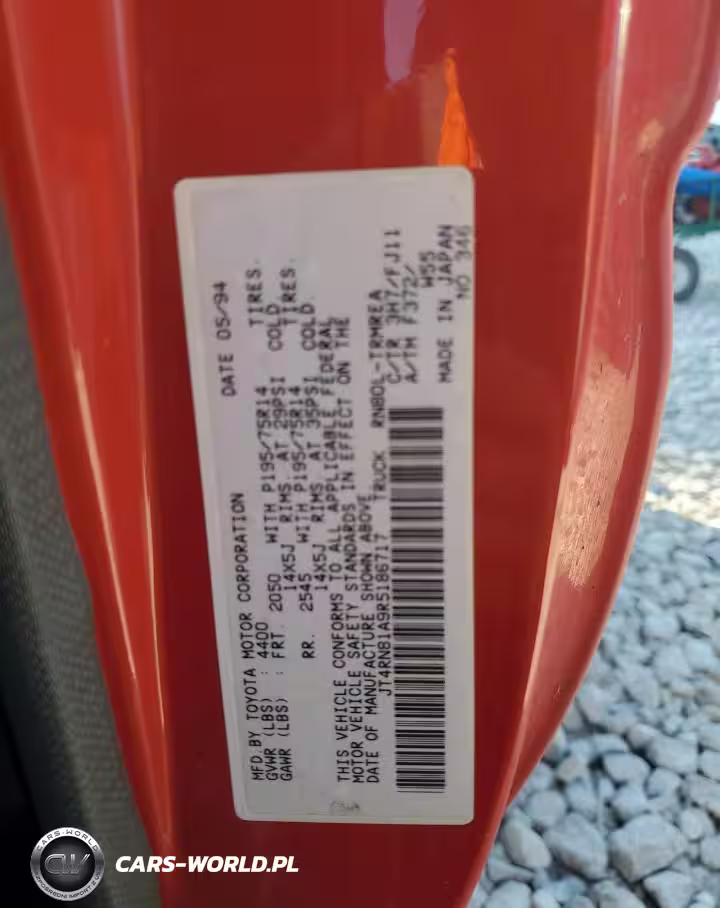 DATE 05/94
MFD.BY TOYOTA MOTOR CORPORATION
GVWR (LBS) : 4400
GAWR (LBS) : FRT. 2050 WITH P195/75R14 TIRES.
14X5J RIMS. AT 29PSI COLD
RR. 2545 WITH P195/75R14 TIRES.
14X5J RIMS. AT 35PSI COLD.
THIS VEHICLE CONFORMS TO ALL APPLICABLE FEDERAL
MOTOR VEHICLE SAFETY STANDARDS IN EFFECT ON THE
DATE OF MANUFACTURE SHOWN ABOVE.
JT4RN81A9R5186717 TRUCK RN80L-TRMREA
C/TR 3H7/FJ11
A/TM F372/
W55
MADE IN JAPAN
NO 346
CARS-WORLD.PL
CARS-WORLD
CW